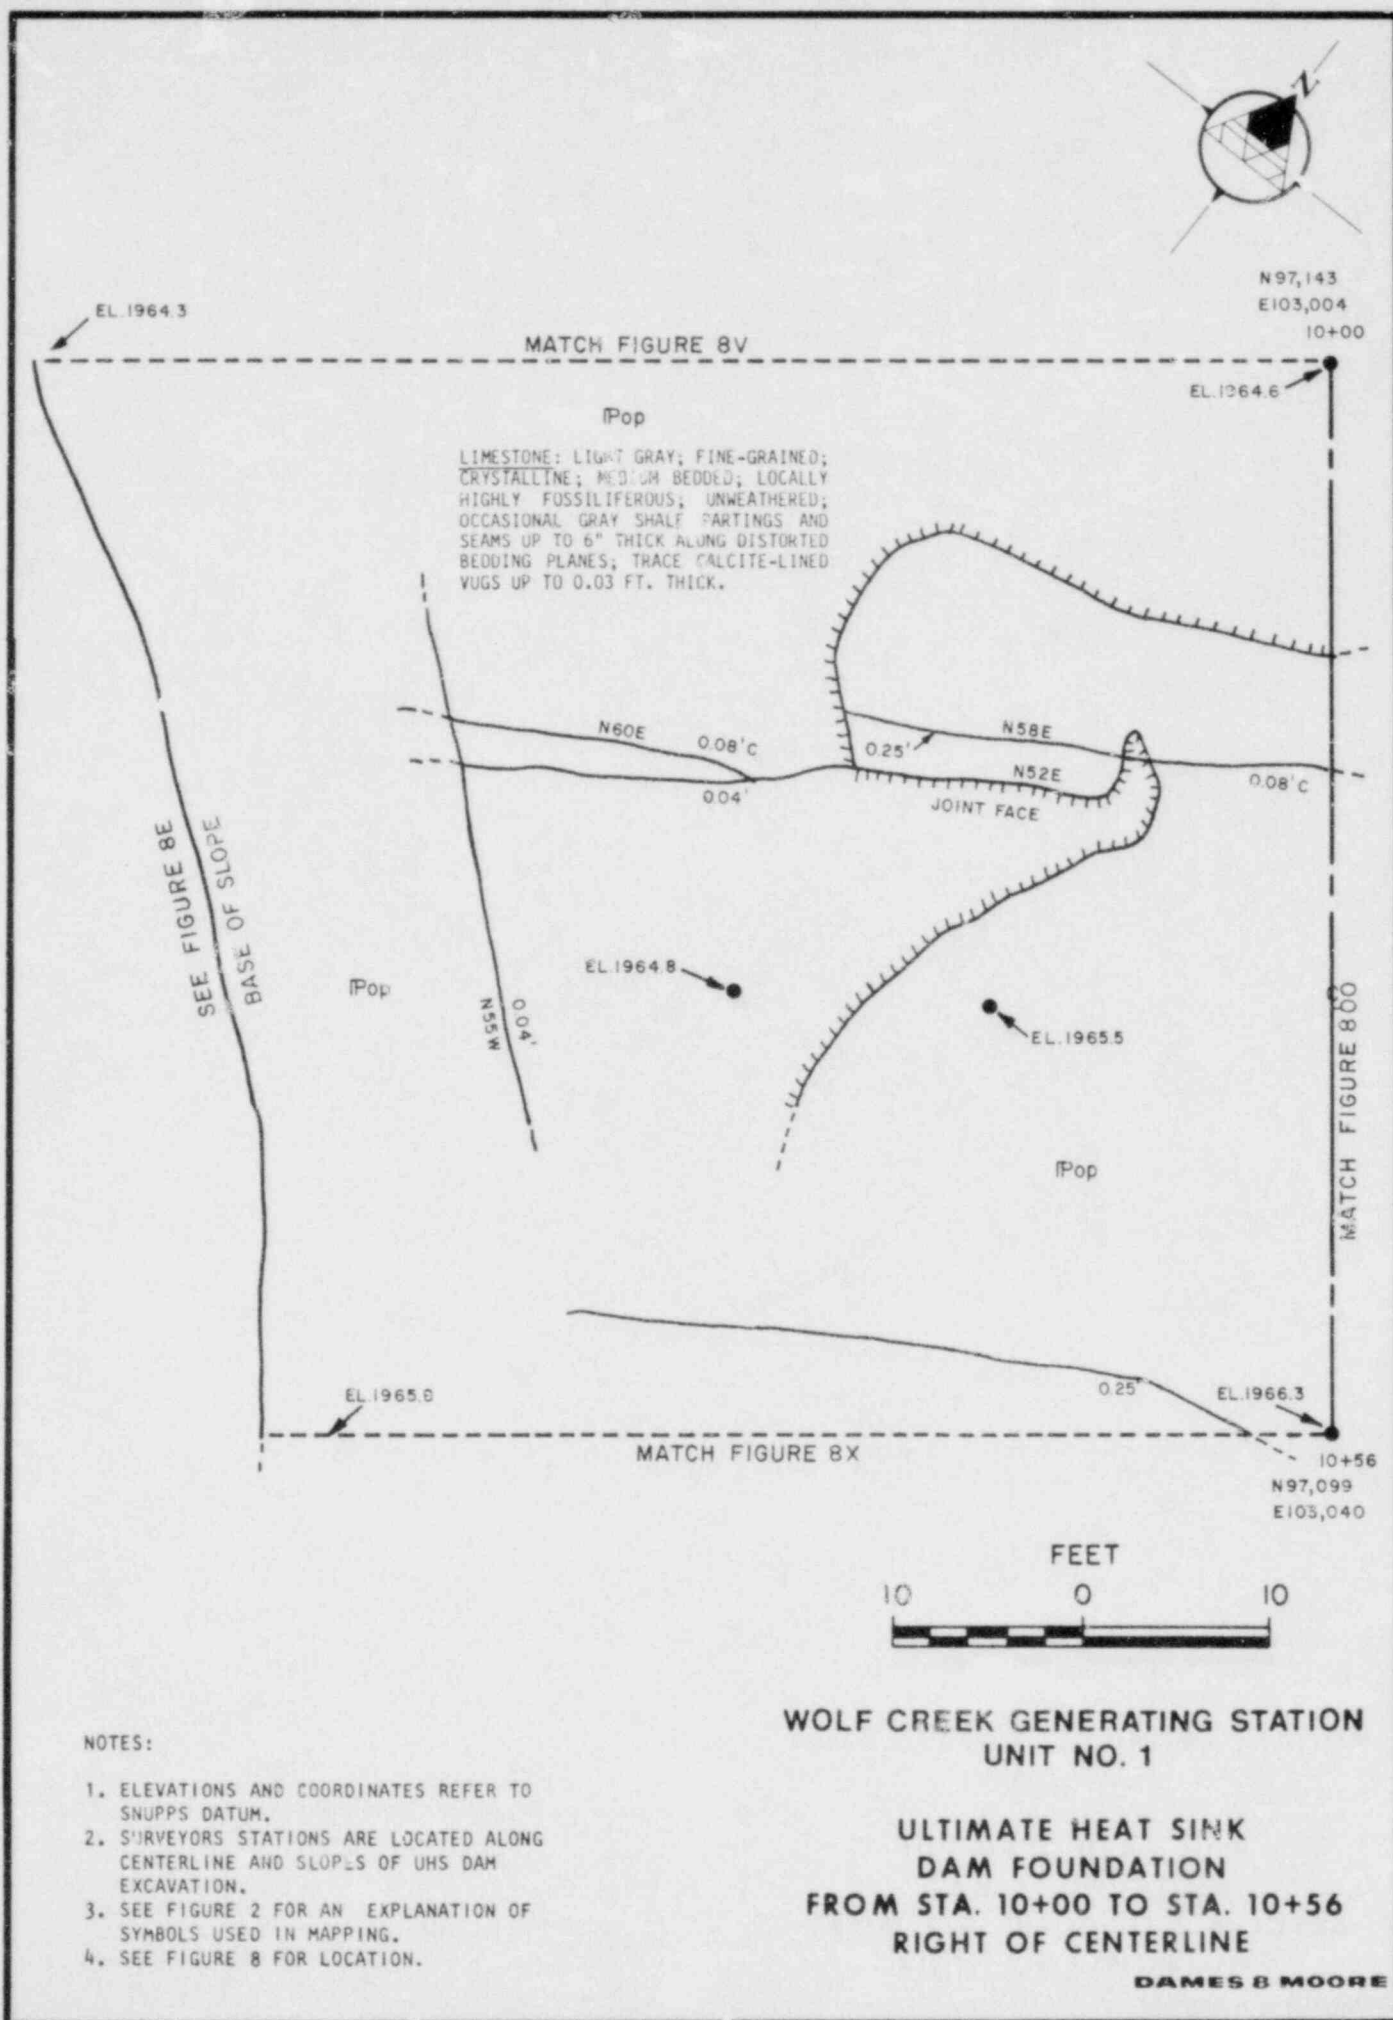 N
N97,143
E103,004
10+00
EL.1964.3
MATCH FIGURE 8V
EL.1964.6
ℙop
LIMESTONE: LIGHT GRAY; FINE-GRAINED;
CRYSTALLINE; MEDIUM BEDDED; LOCALLY
HIGHLY FOSSILIFEROUS; UNWEATHERED;
OCCASIONAL GRAY SHALE PARTINGS AND
SEAMS UP TO 6" THICK ALONG DISTORTED
BEDDING PLANES; TRACE CALCITE-LINED
VUGS UP TO 0.03 FT. THICK.
N60E
0.08'C
0.25'
N58E
N52E
0.08'C
0.04'
JOINT FACE
SEE FIGURE 8E
BASE OF SLOPE
EL.1964.8
ℙop
N55W
0.04'
EL.1965.5
MATCH FIGURE 800
ℙop
0.25'
EL.1966.3
MATCH FIGURE 8X
10+56
N97,099
E103,040
FEET
10 0 10
WOLF CREEK GENERATING STATION
UNIT NO. 1
ULTIMATE HEAT SINK
DAM FOUNDATION
FROM STA. 10+00 TO STA. 10+56
RIGHT OF CENTERLINE
DAMES & MOORE
NOTES:
1. ELEVATIONS AND COORDINATES REFER TO
SNUPPS DATUM.
2. SURVEYORS STATIONS ARE LOCATED ALONG
CENTERLINE AND SLOPES OF UHS DAM
EXCAVATION.
3. SEE FIGURE 2 FOR AN EXPLANATION OF
SYMBOLS USED IN MAPPING.
4. SEE FIGURE 8 FOR LOCATION.